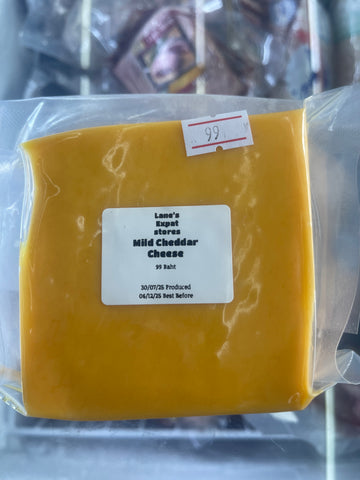 99
Lane's
Expat
stores
Mild Cheddar
Cheese
99 Baht
30/07/25 Produced
06/12/25 Best Before